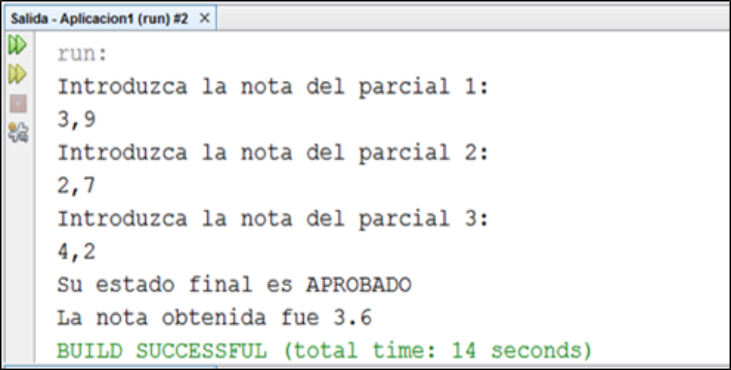 Salida - Aplicacion1 (run) #2 ×
run:
Introduzca la nota del parcial 1:
3,9
Introduzca la nota del parcial 2:
2,7
Introduzca la nota del parcial 3:
4,2
Su estado final es APROBADO
La nota obtenida fue 3.6
BUILD SUCCESSFUL (total time: 14 seconds)